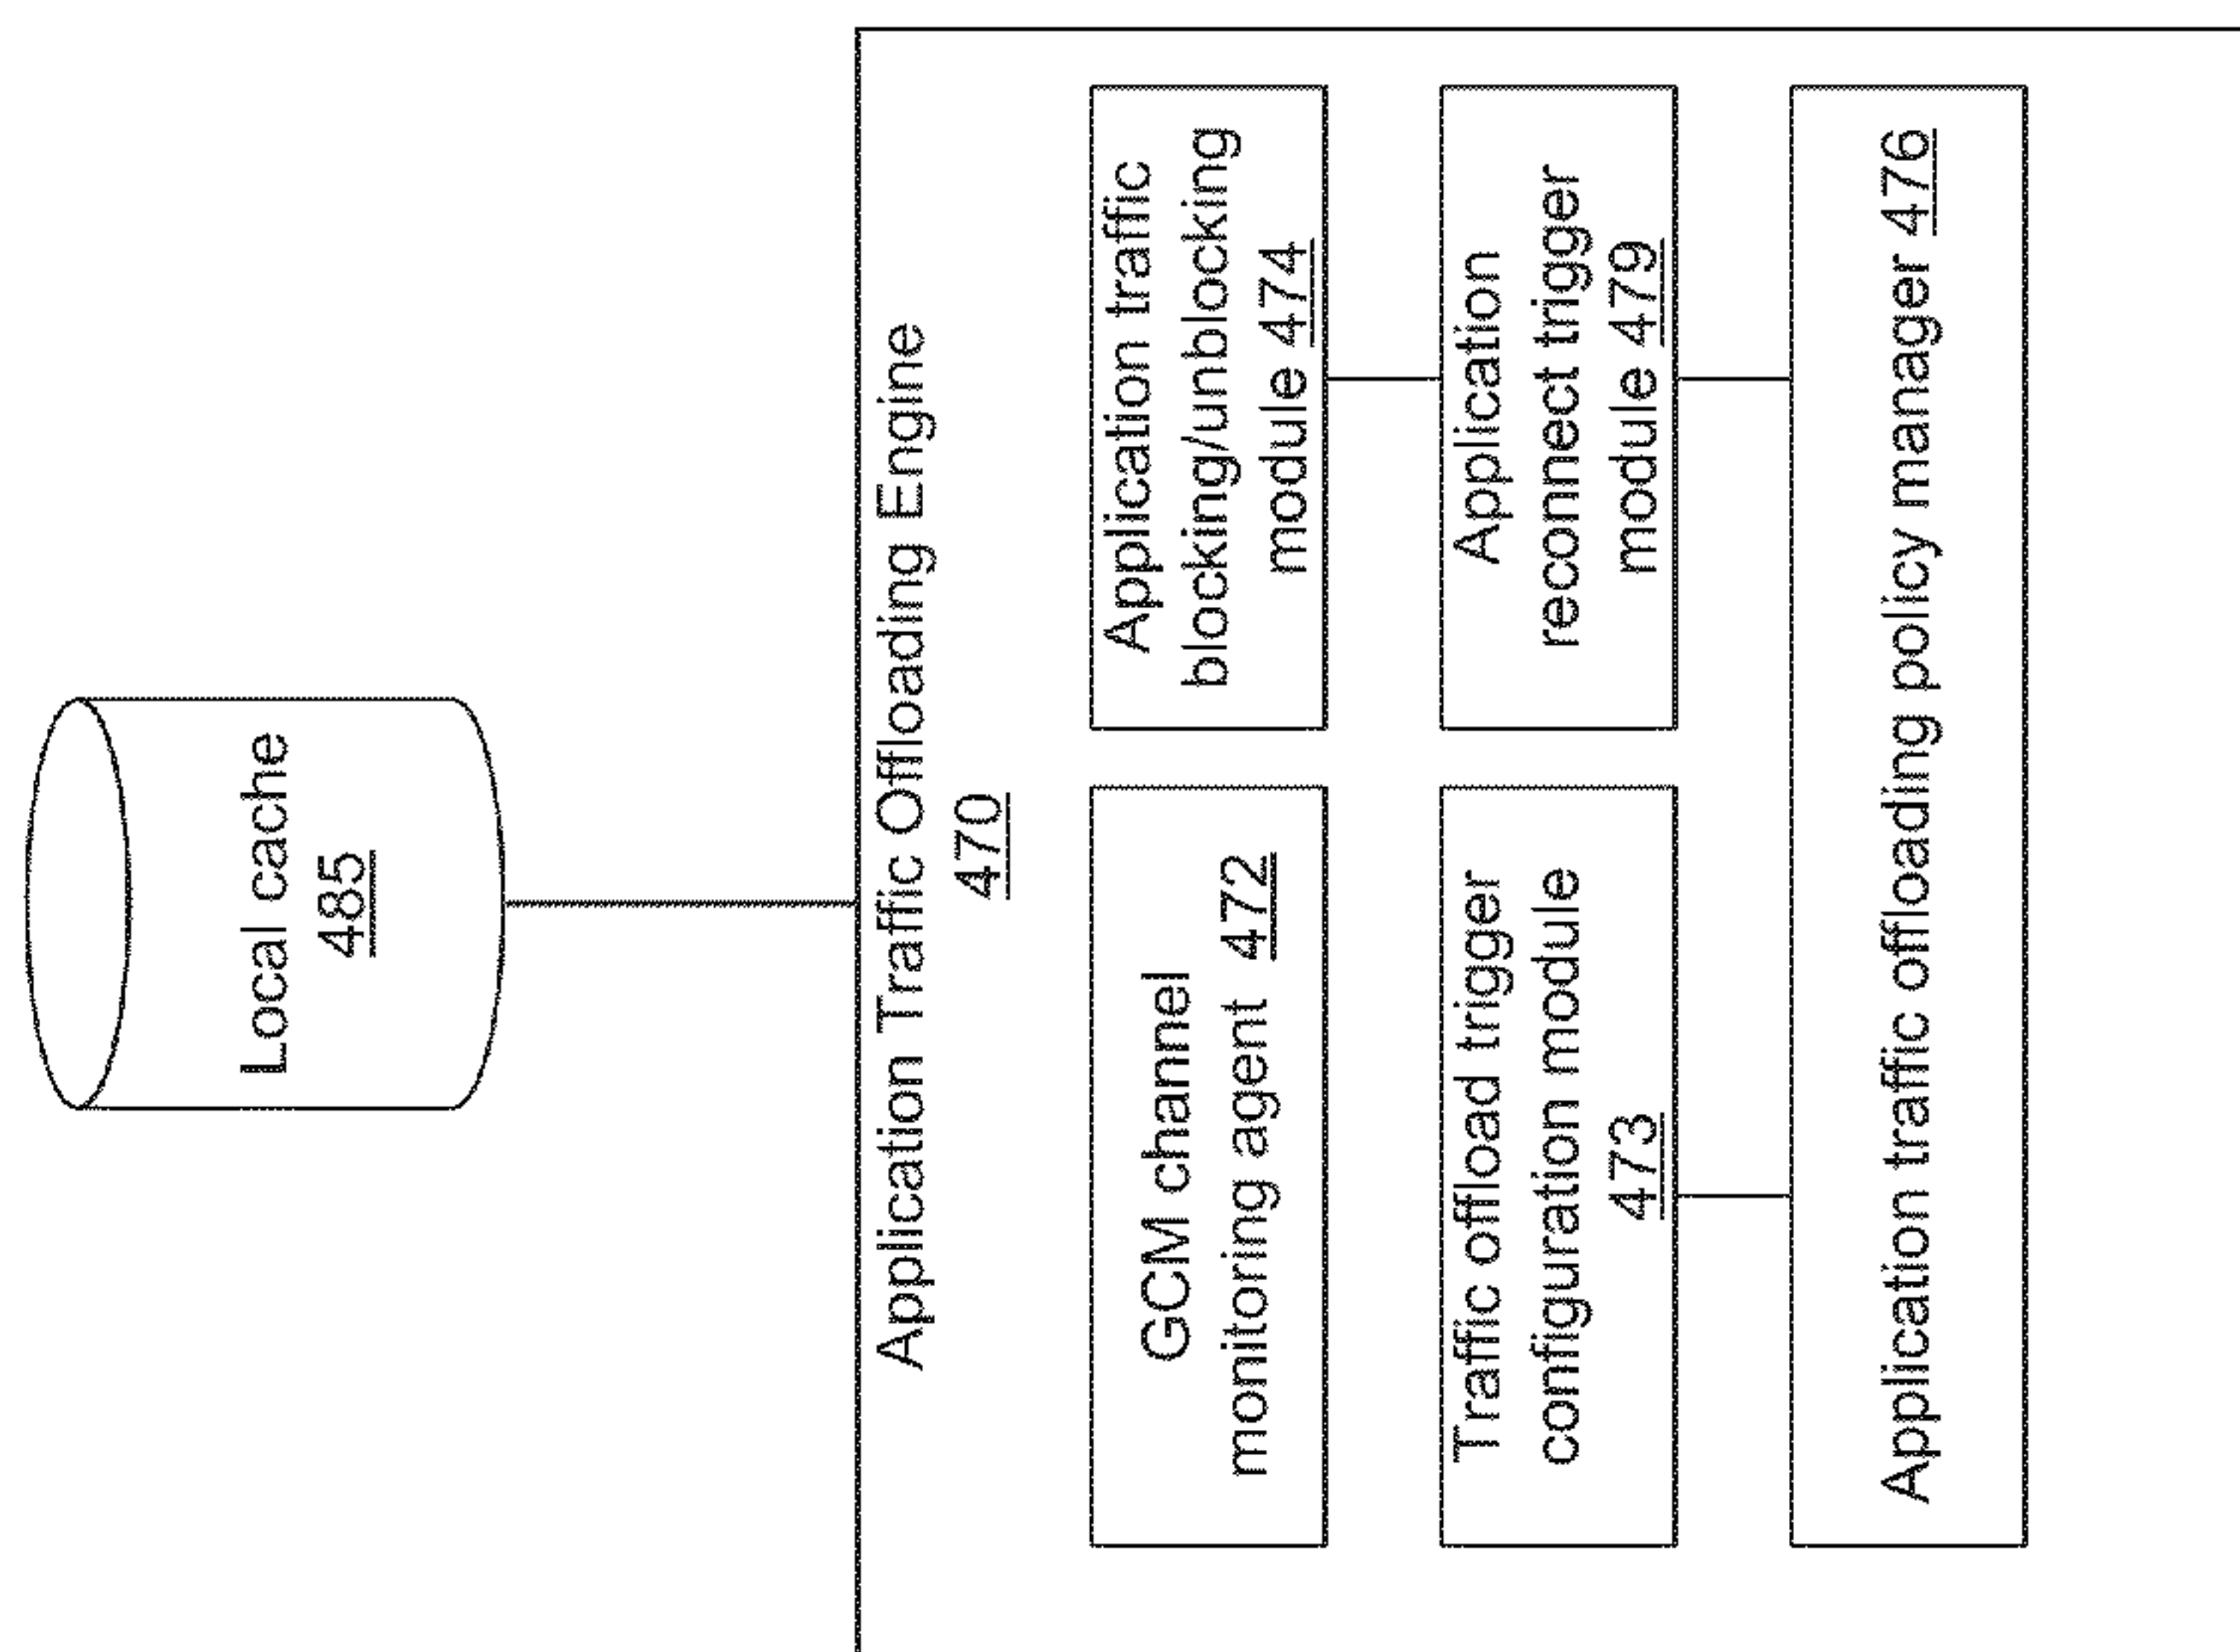 Local cache
485
Application Traffic Offloading Engine
470
GCM channel
monitoring agent 472
Application traffic
blocking/unblocking
module 474
Traffic offload trigger
configuration module
473
Application
reconnect trigger
module 479
Application traffic offloading policy manager 476